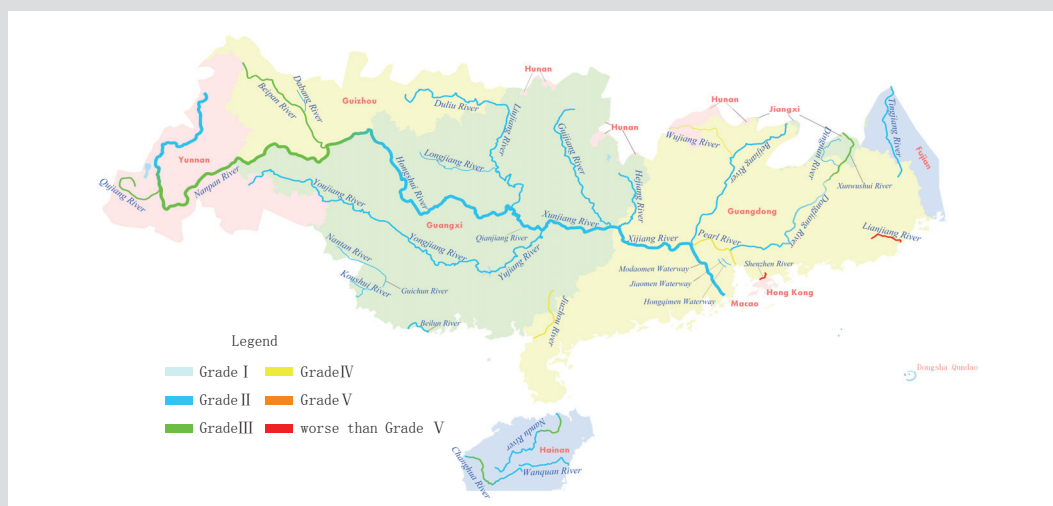 Hunan
Guizhou
Dabang River
Beipan River
Duliu River
Liujiang River
Hunan
Guijiang River
Hunan
Jiangxi
Wujiang River
Beijiang River
Tingjiang River
Fujian
Yunnan
Qujiang River
Nanpan River
Longjiang River
Hongshui River
Hejiang River
Xunwushui River
Youjiang River
Guangxi
Xunjiang River
Guangdong
Dongjiang River
Qianjiang River
Xijiang River
Pearl River
Lianjiang River
Nantan River
Yongjiang River
Yujiang River
Modaomen Waterway
Shenzhen River
Jiaomen Waterway
Guichun River
Hong Kong
Hongqimen Waterway
Macao
Beilun River
Jiuzhou River
Legend
Grade Ⅰ GradeⅣ
Grade Ⅱ Grade Ⅴ
GradeⅢ worse than Grade Ⅴ
Dongsha Qundao
Nandu River
Hainan
Changhua River
Wanquan River